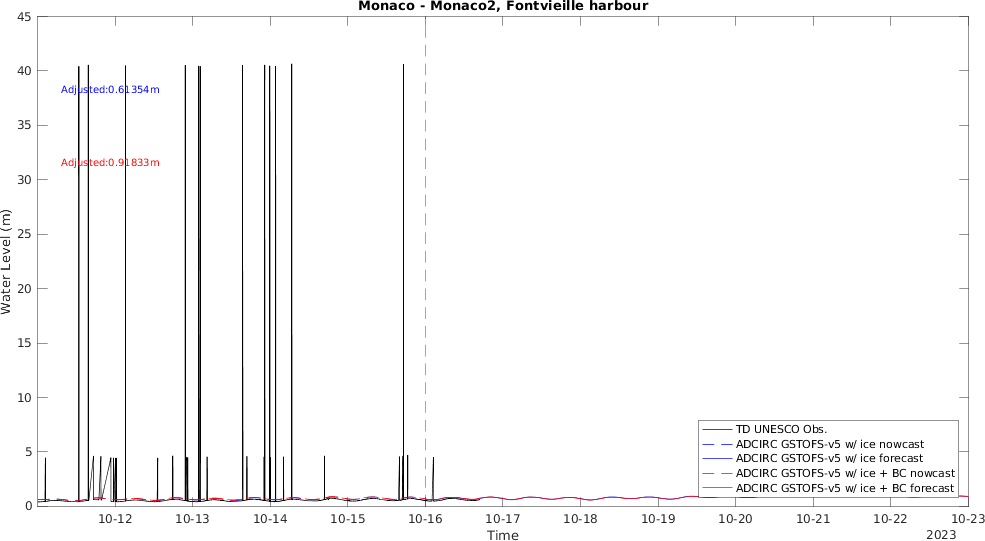 Monaco - Monaco2, Fontvieille harbour
45
40
35
30
25
20
15
10
5
0
Water Level (m)
Adjusted:0.61354m
Adjusted:0.91833m
TD UNESCO Obs.
ADCIRC GSTOFS-v5 w/ ice nowcast
ADCIRC GSTOFS-v5 w/ ice forecast
ADCIRC GSTOFS-v5 w/ ice + BC nowcast
ADCIRC GSTOFS-v5 w/ ice + BC forecast
10-12 10-13 10-14 10-15 10-16 10-17 10-18 10-19 10-20 10-21 10-22 10-23
Time
2023